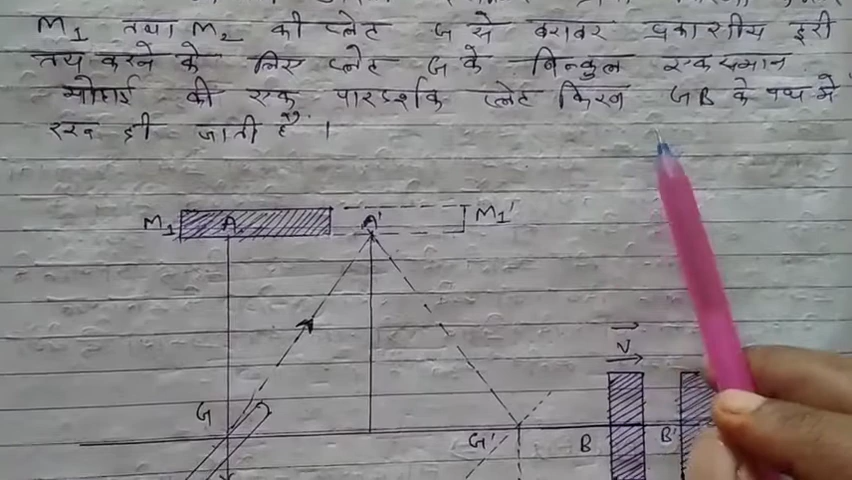 M1 तथा M2 की प्लेट G से बराबर प्रकाशीय दूरी
तय करने के लिए प्लेट G के बिल्कुल एक समान
मोटाई की एक पारदर्शक प्लेट किरण GB के पथ में
रख दी जाती है।
M1 A A' M1'
V
G G' B B'